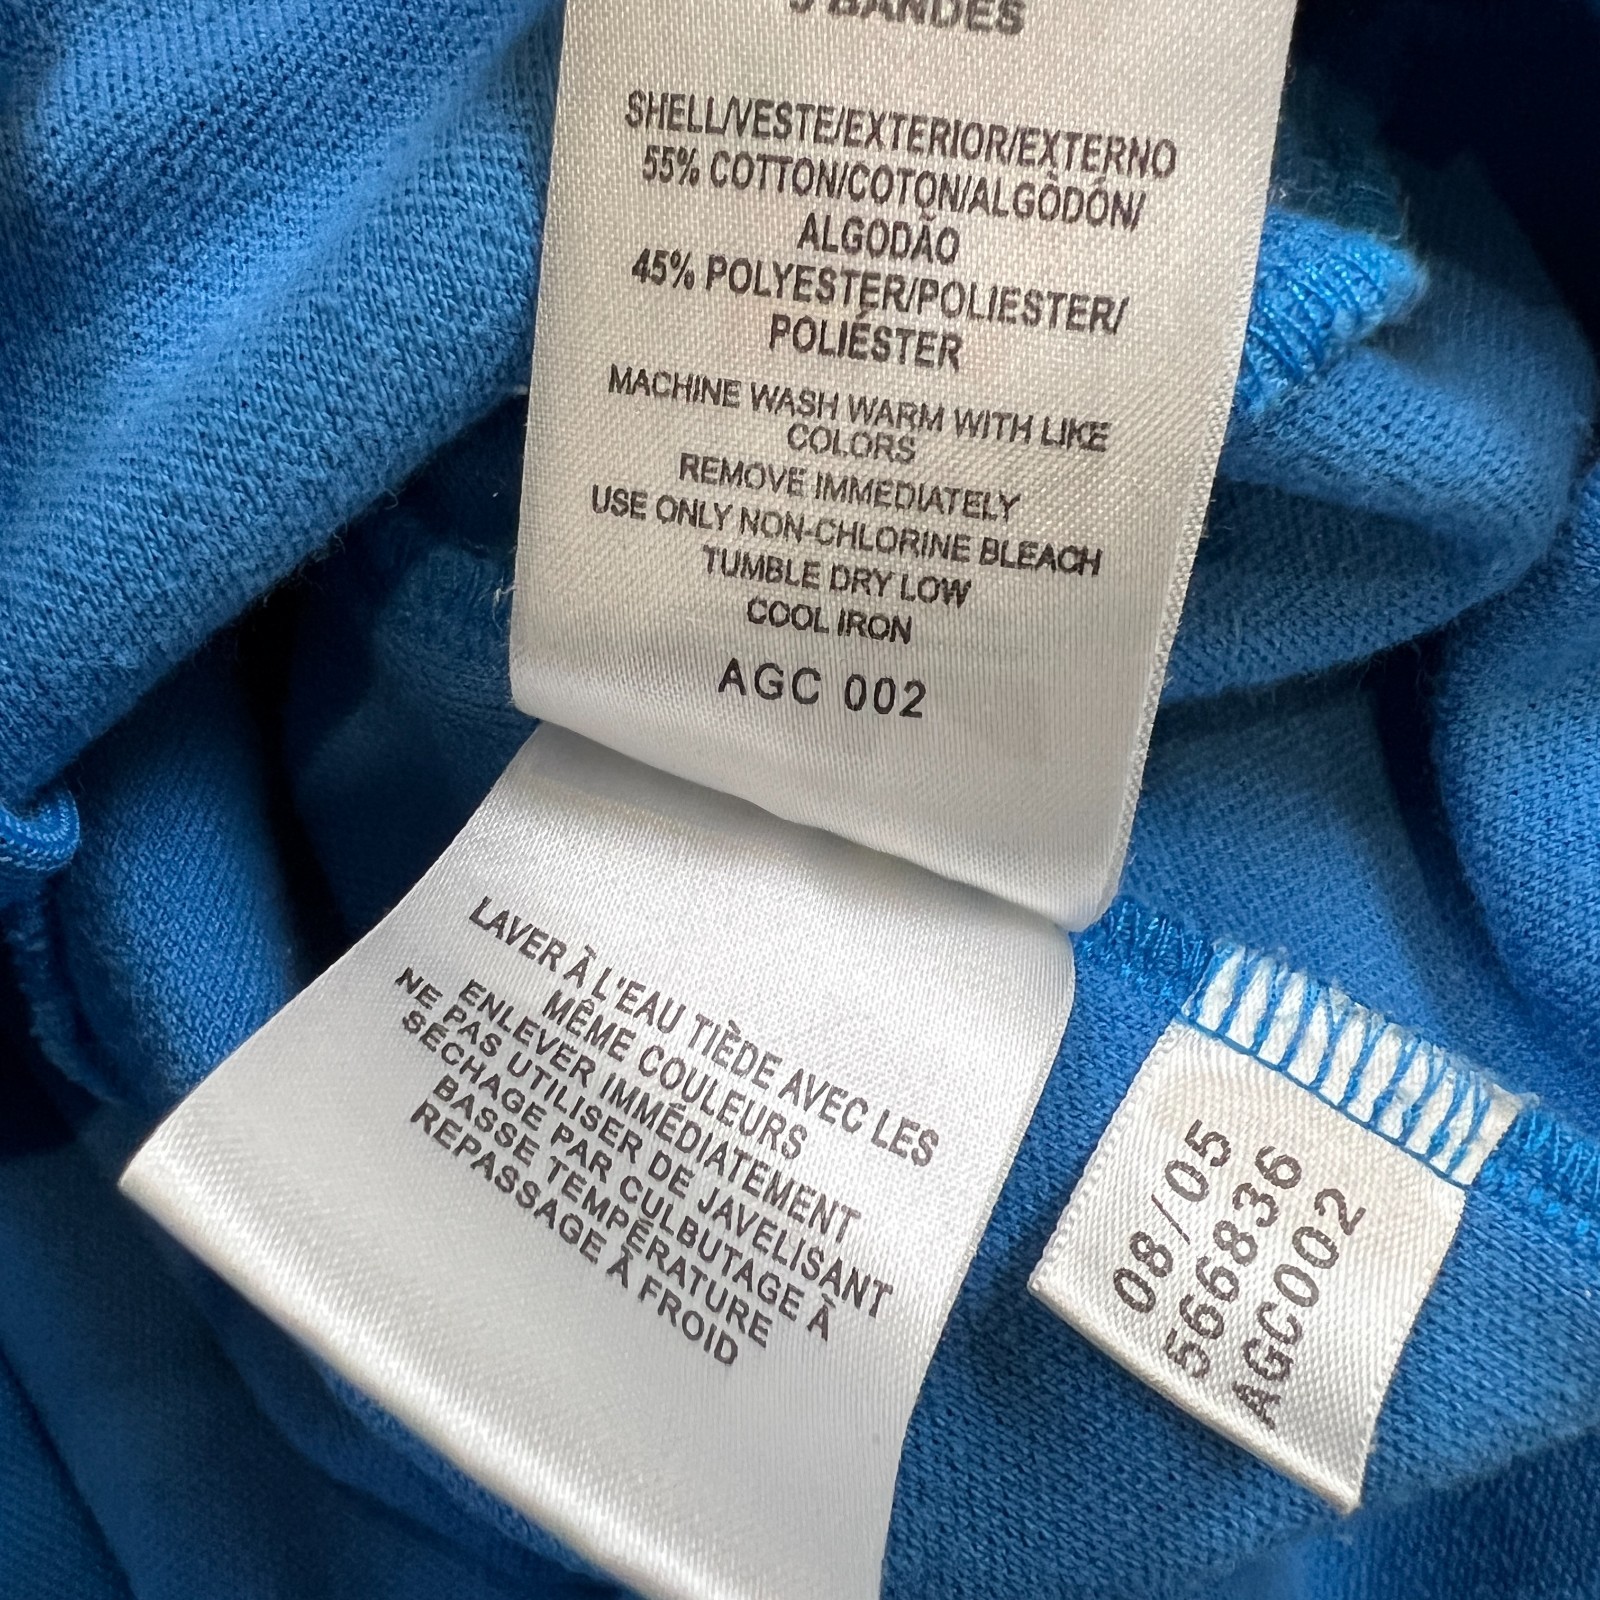 3 BANDES
SHELL/VESTE/EXTERIOR/EXTERNO
55% COTTON/COTON/ALGÔDÓN/
ALGODÃO
45% POLYESTER/POLIESTER/
POLIÉSTER
MACHINE WASH WARM WITH LIKE
COLORS
REMOVE IMMEDIATELY
USE ONLY NON-CHLORINE BLEACH
TUMBLE DRY LOW
COOL IRON
AGC 002
LAVER À L'EAU TIÈDE AVEC LES
MÊME COULEURS
ENLEVER IMMÉDIATEMENT
NE PAS UTILISER DE JAVELISANT
SÉCHAGE PAR CULBUTAGE À
BASSE TEMPÉRATURE
REPASSAGE À FROID
08/05
566836
AGC002